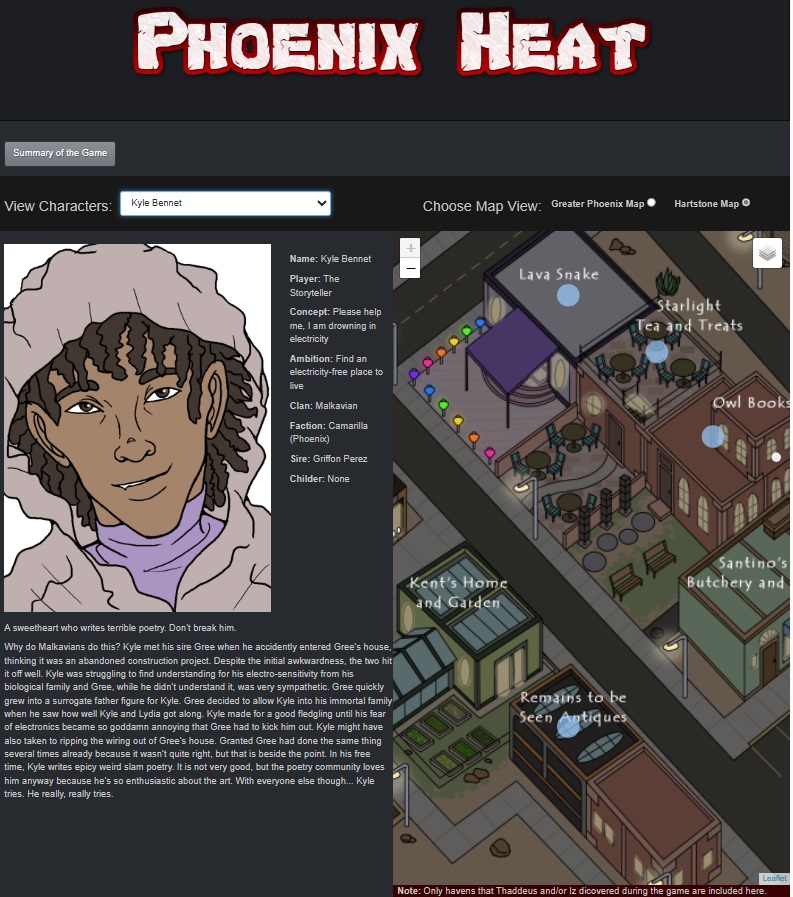 Phoenix Heat
Summary of the Game
View Characters:
Kyle Bennet
Choose Map View:
Greater Phoenix Map
Hartstone Map
Name: Kyle Bennet
Player: The
Storyteller
Concept: Please help
me, I am drowning in
electricity
Ambition: Find an
electricity-free place to
live
Clan: Malkavian
Faction: Camarilla
(Phoenix)
Sire: Griffon Perez
Childer: None
A sweetheart who writes terrible poetry. Don't break him.
Why do Malkavians do this? Kyle met his sire Gree when he accidently entered Gree's house,
thinking it was an abandoned construction project. Despite the initial awkwardness, the two hit
it off well. Kyle was struggling to find understanding for his electro-sensitivity from his
biological family and Gree, while he didn't understand it, was very sympathetic. Gree quickly
grew into a surrogate father figure for Kyle. Gree decided to allow Kyle into his immortal family
when he saw how well Kyle and Lydia got along. Kyle made for a good fledgling until his fear
of electronics became so goddamn annoying that Gree had to kick him out. Kyle might have
also taken to ripping the wiring out of Gree's house. Granted Gree had done the same thing
several times already because it wasn't quite right, but that is beside the point. In his free
time, Kyle writes epicy weird slam poetry. It is not very good, but the poetry community loves
him anyway because he's so enthusiastic about the art. With everyone else though... Kyle
tries. He really, really tries.
+
−
Lava Snake
Starlight
Tea and Treats
Owl Books
Kent's Home
and Garden
Santino's
Butchery and
Remains to be
Seen Antiques
Leaflet
Note: Only havens that Thaddeus and/or Iz dicovered during the game are included here.